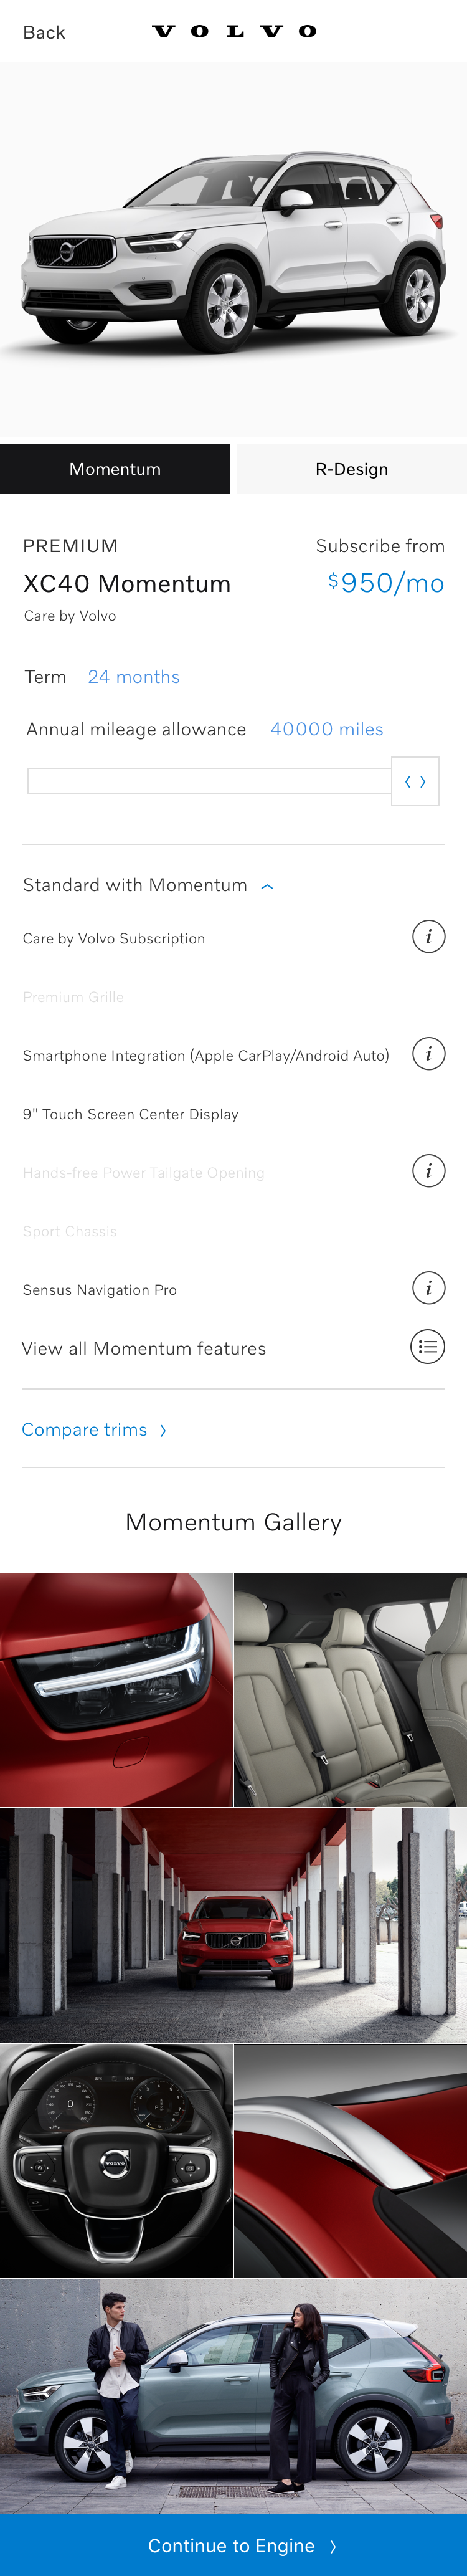 Back
VOLVO
Momentum
R-Design
PREMIUM
Subscribe from
XC40 Momentum
$950/mo
Care by Volvo
Term 24 months
Annual mileage allowance 40000 miles
Standard with Momentum
Care by Volvo Subscription
Premium Grille
Smartphone Integration (Apple CarPlay/Android Auto)
9" Touch Screen Center Display
Hands-free Power Tailgate Opening
Sport Chassis
Sensus Navigation Pro
View all Momentum features
Compare trims
Momentum Gallery
0
P
VOLVO
Continue to Engine